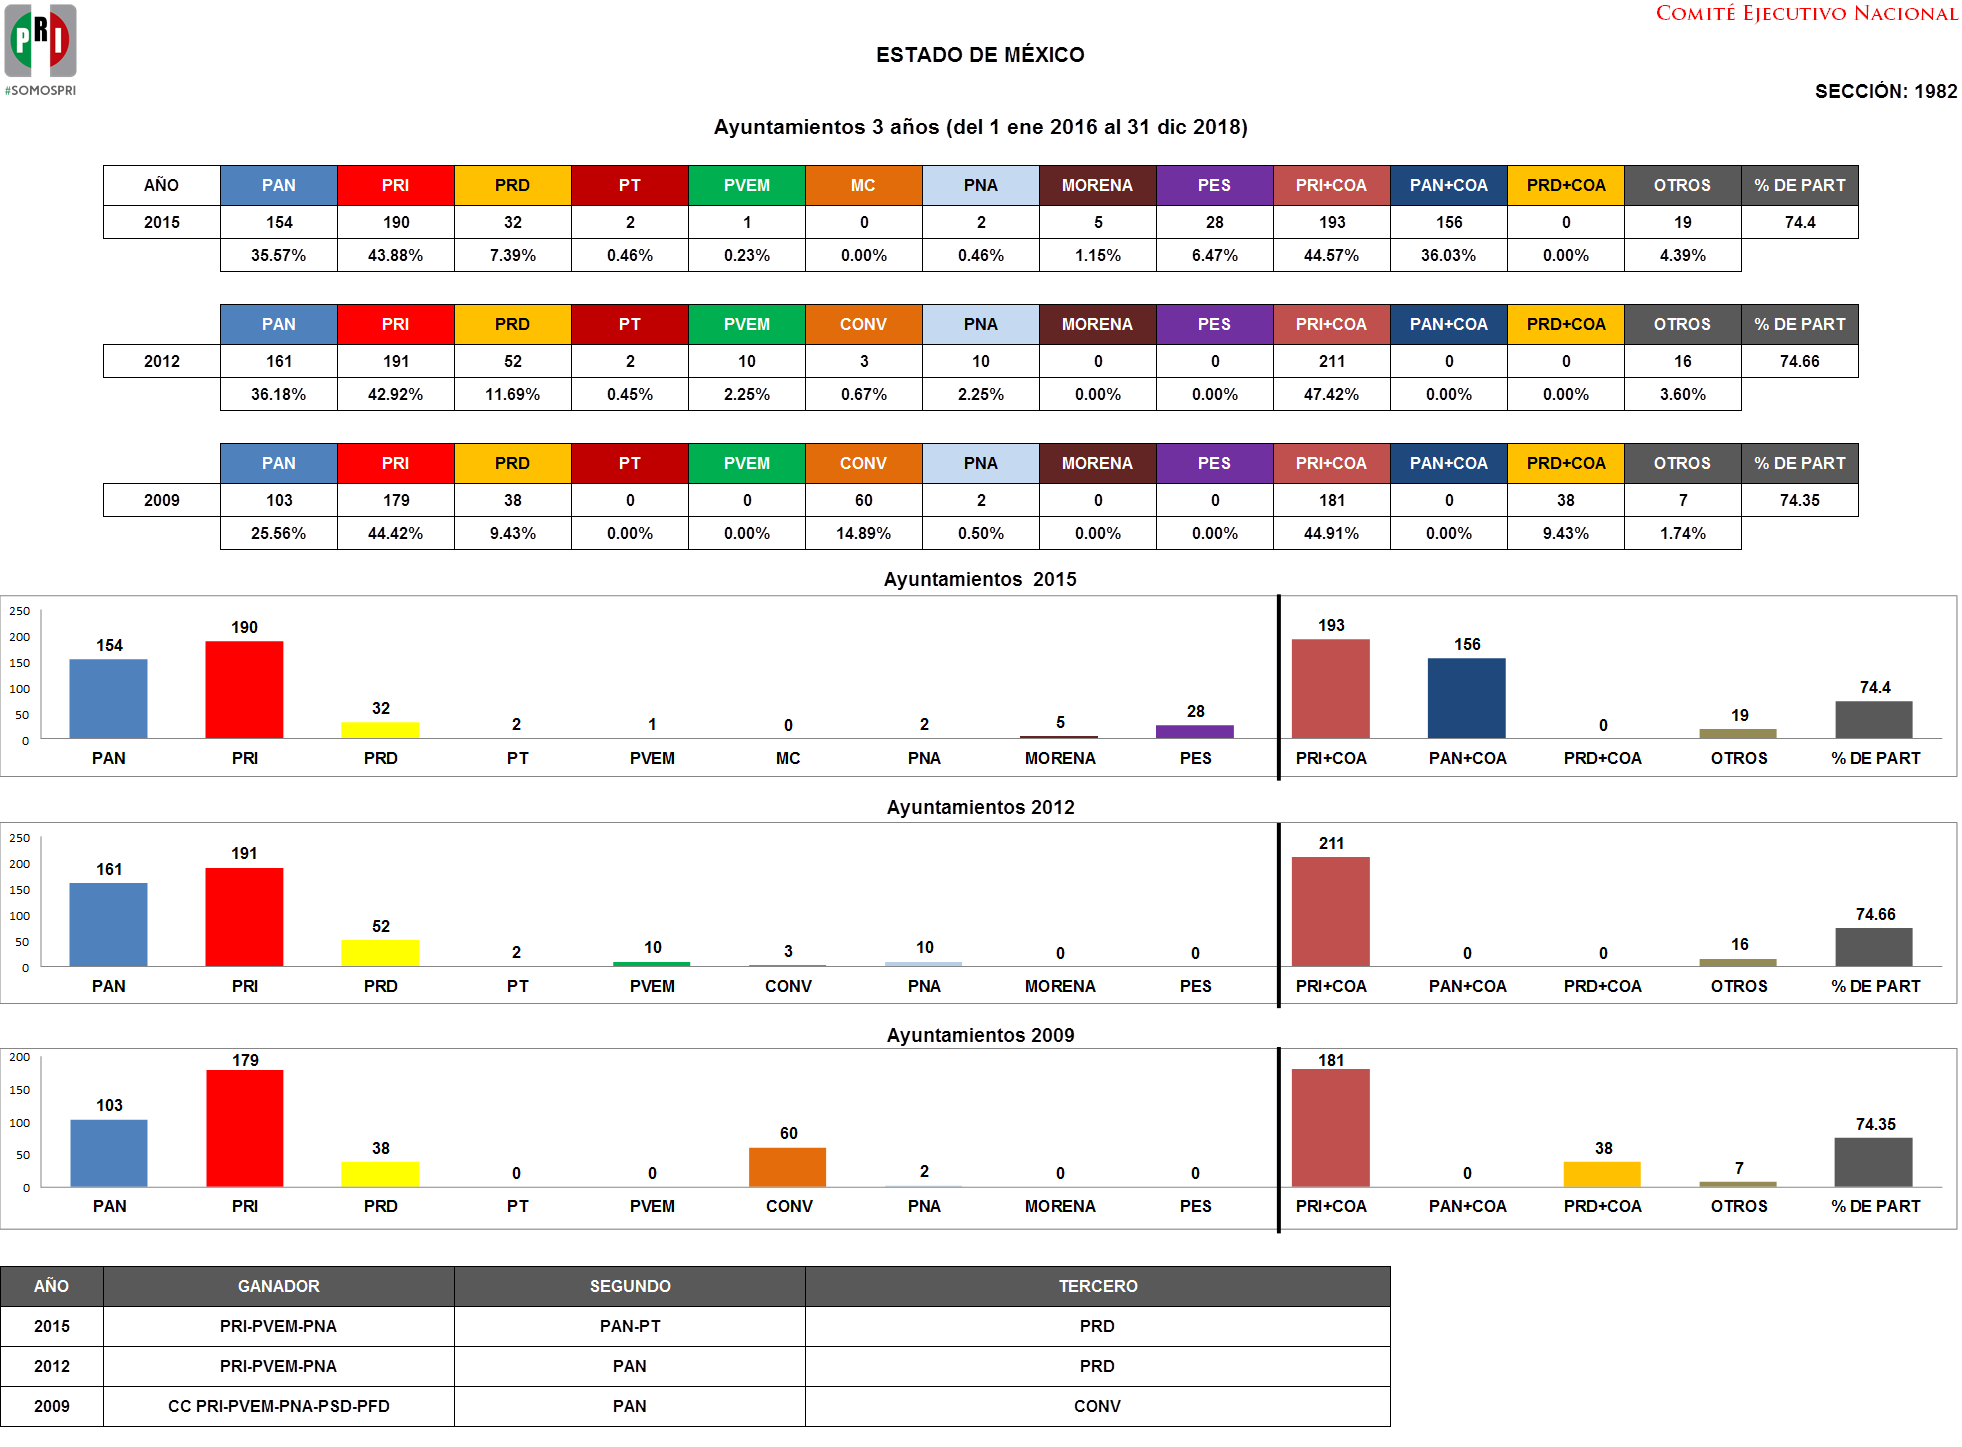 PRI
#SOMOSPRI
COMITÉ EJECUTIVO NACIONAL
ESTADO DE MÉXICO
SECCIÓN: 1982
Ayuntamientos 3 años (del 1 ene 2016 al 31 dic 2018)
AÑO PAN PRI PRD PT PVEM MC PNA MORENA PES PRI+COA PAN+COA PRD+COA OTROS % DE PART
2015 154 190 32 2 1 0 2 5 28 193 156 0 19 74.4
35.57% 43.88% 7.39% 0.46% 0.23% 0.00% 0.46% 1.15% 6.47% 44.57% 36.03% 0.00% 4.39%
PAN PRI PRD PT PVEM CONV PNA MORENA PES PRI+COA PAN+COA PRD+COA OTROS % DE PART
2012 161 191 52 2 10 3 10 0 0 211 0 0 16 74.66
36.18% 42.92% 11.69% 0.45% 2.25% 0.67% 2.25% 0.00% 0.00% 47.42% 0.00% 0.00% 3.60%
PAN PRI PRD PT PVEM CONV PNA MORENA PES PRI+COA PAN+COA PRD+COA OTROS % DE PART
2009 103 179 38 0 0 60 2 0 0 181 0 38 7 74.35
25.56% 44.42% 9.43% 0.00% 0.00% 14.89% 0.50% 0.00% 0.00% 44.91% 0.00% 9.43% 1.74%
Ayuntamientos 2015
250
200
150
100
50
0
154 190 32 2 1 0 2 5 28 193 156 0 19 74.4
PAN PRI PRD PT PVEM MC PNA MORENA PES PRI+COA PAN+COA PRD+COA OTROS % DE PART
Ayuntamientos 2012
250
200
150
100
50
0
161 191 52 2 10 3 10 0 0 211 0 0 16 74.66
PAN PRI PRD PT PVEM CONV PNA MORENA PES PRI+COA PAN+COA PRD+COA OTROS % DE PART
Ayuntamientos 2009
200
150
100
50
0
103 179 38 0 0 60 2 0 0 181 0 38 7 74.35
PAN PRI PRD PT PVEM CONV PNA MORENA PES PRI+COA PAN+COA PRD+COA OTROS % DE PART
AÑO GANADOR SEGUNDO TERCERO
2015 PRI-PVEM-PNA PAN-PT PRD
2012 PRI-PVEM-PNA PAN PRD
2009 CC PRI-PVEM-PNA-PSD-PFD PAN CONV